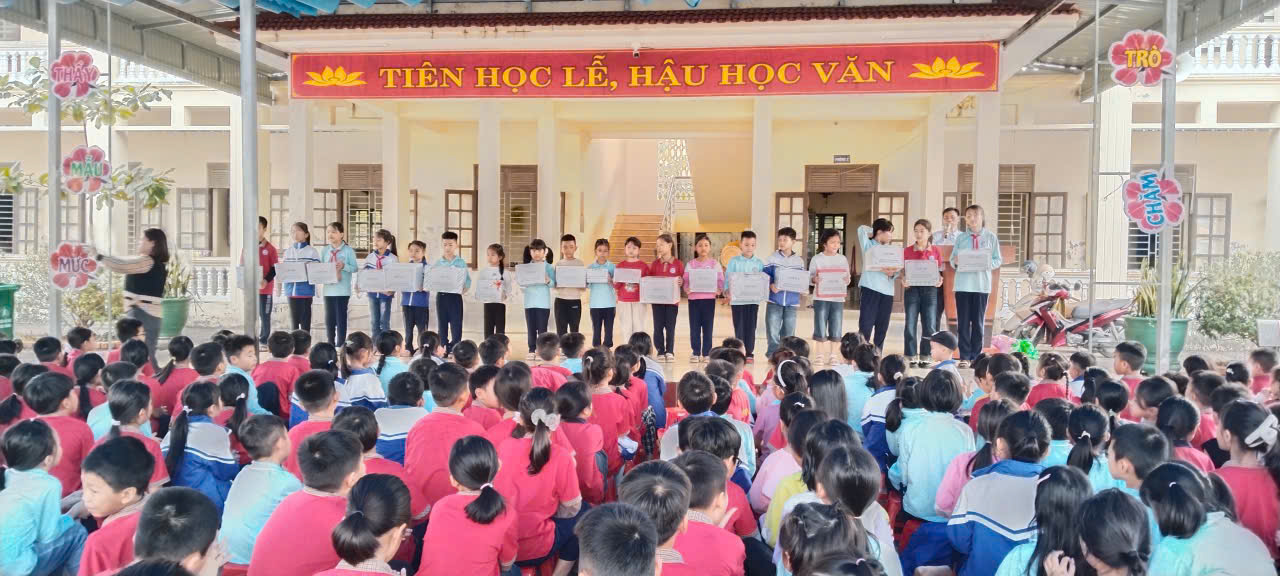 TIÊN HỌC LỄ, HẬU HỌC VĂN
THẦY
MẪU
MỰC
TRÒ
CHĂM